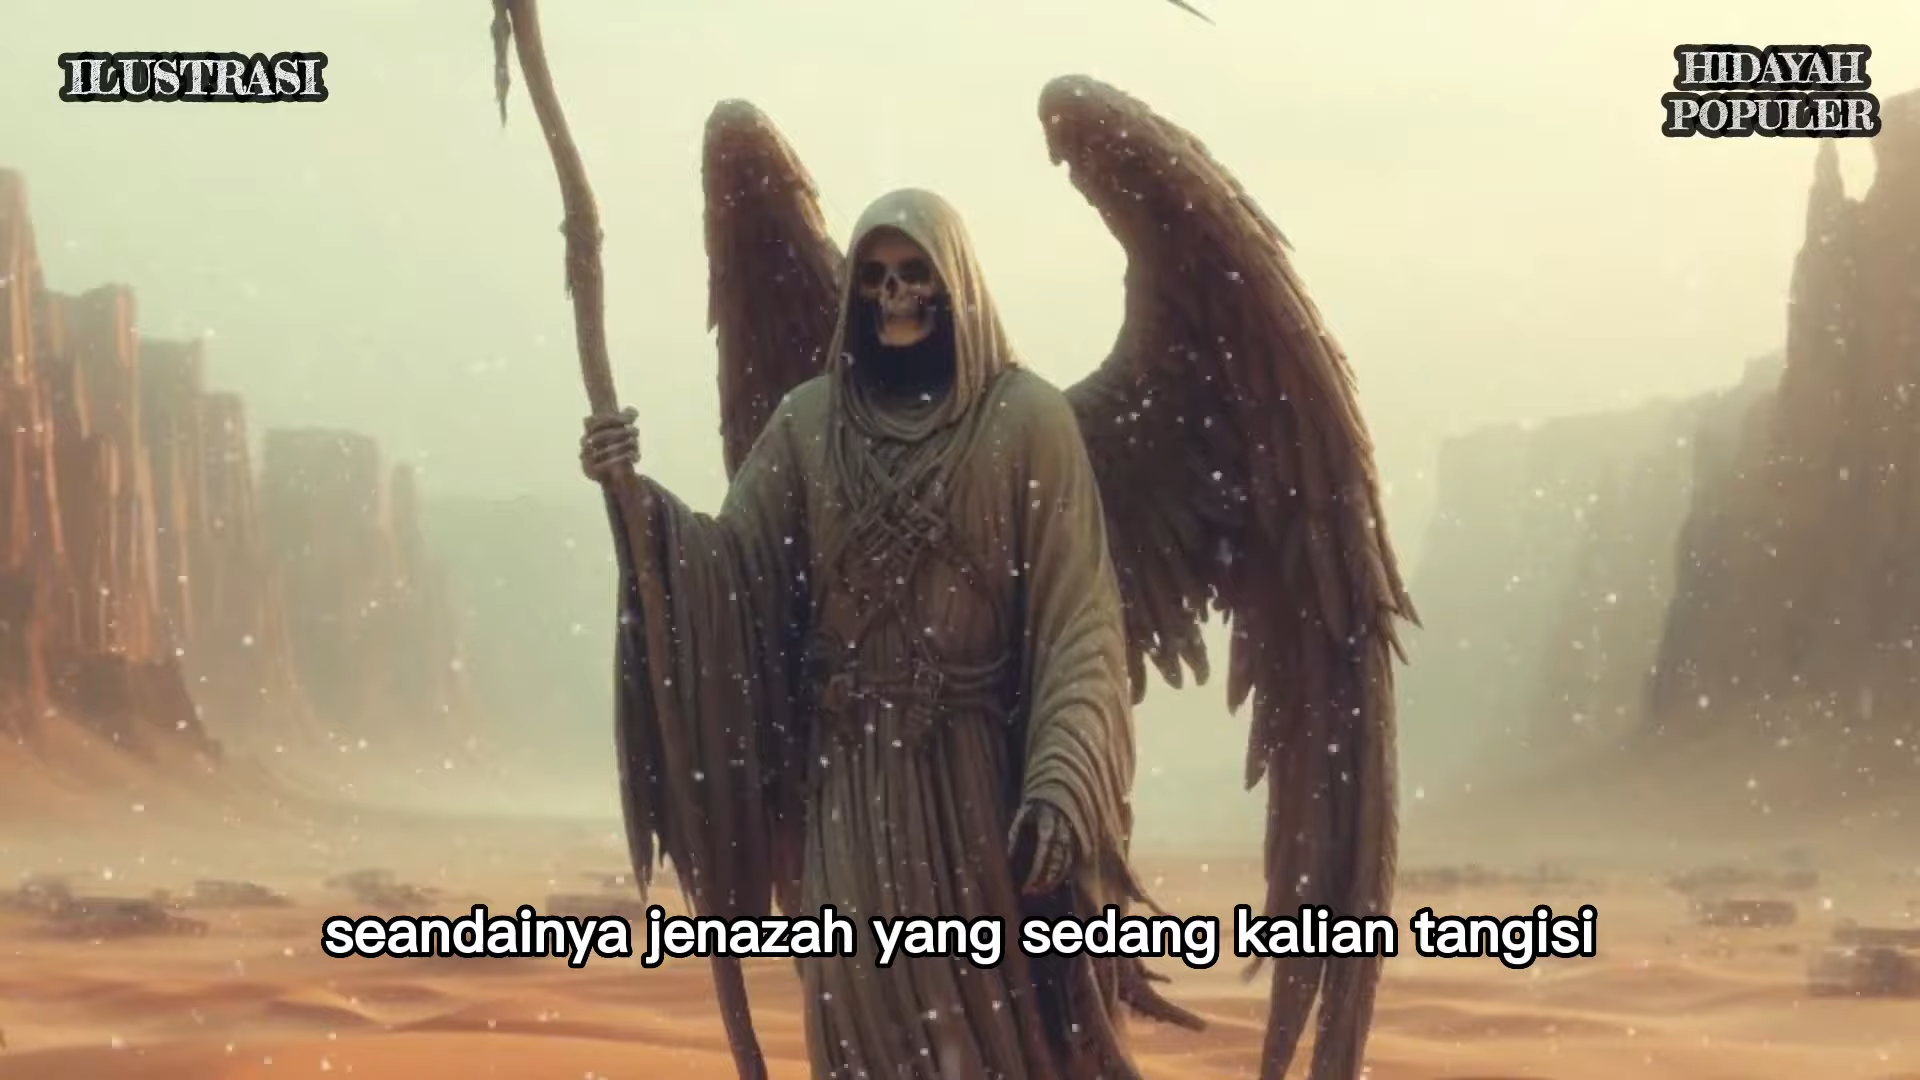 ILUSTRASI
HIDAYAH
POPULER
seandainya jenazah yang sedang kalian tangisi